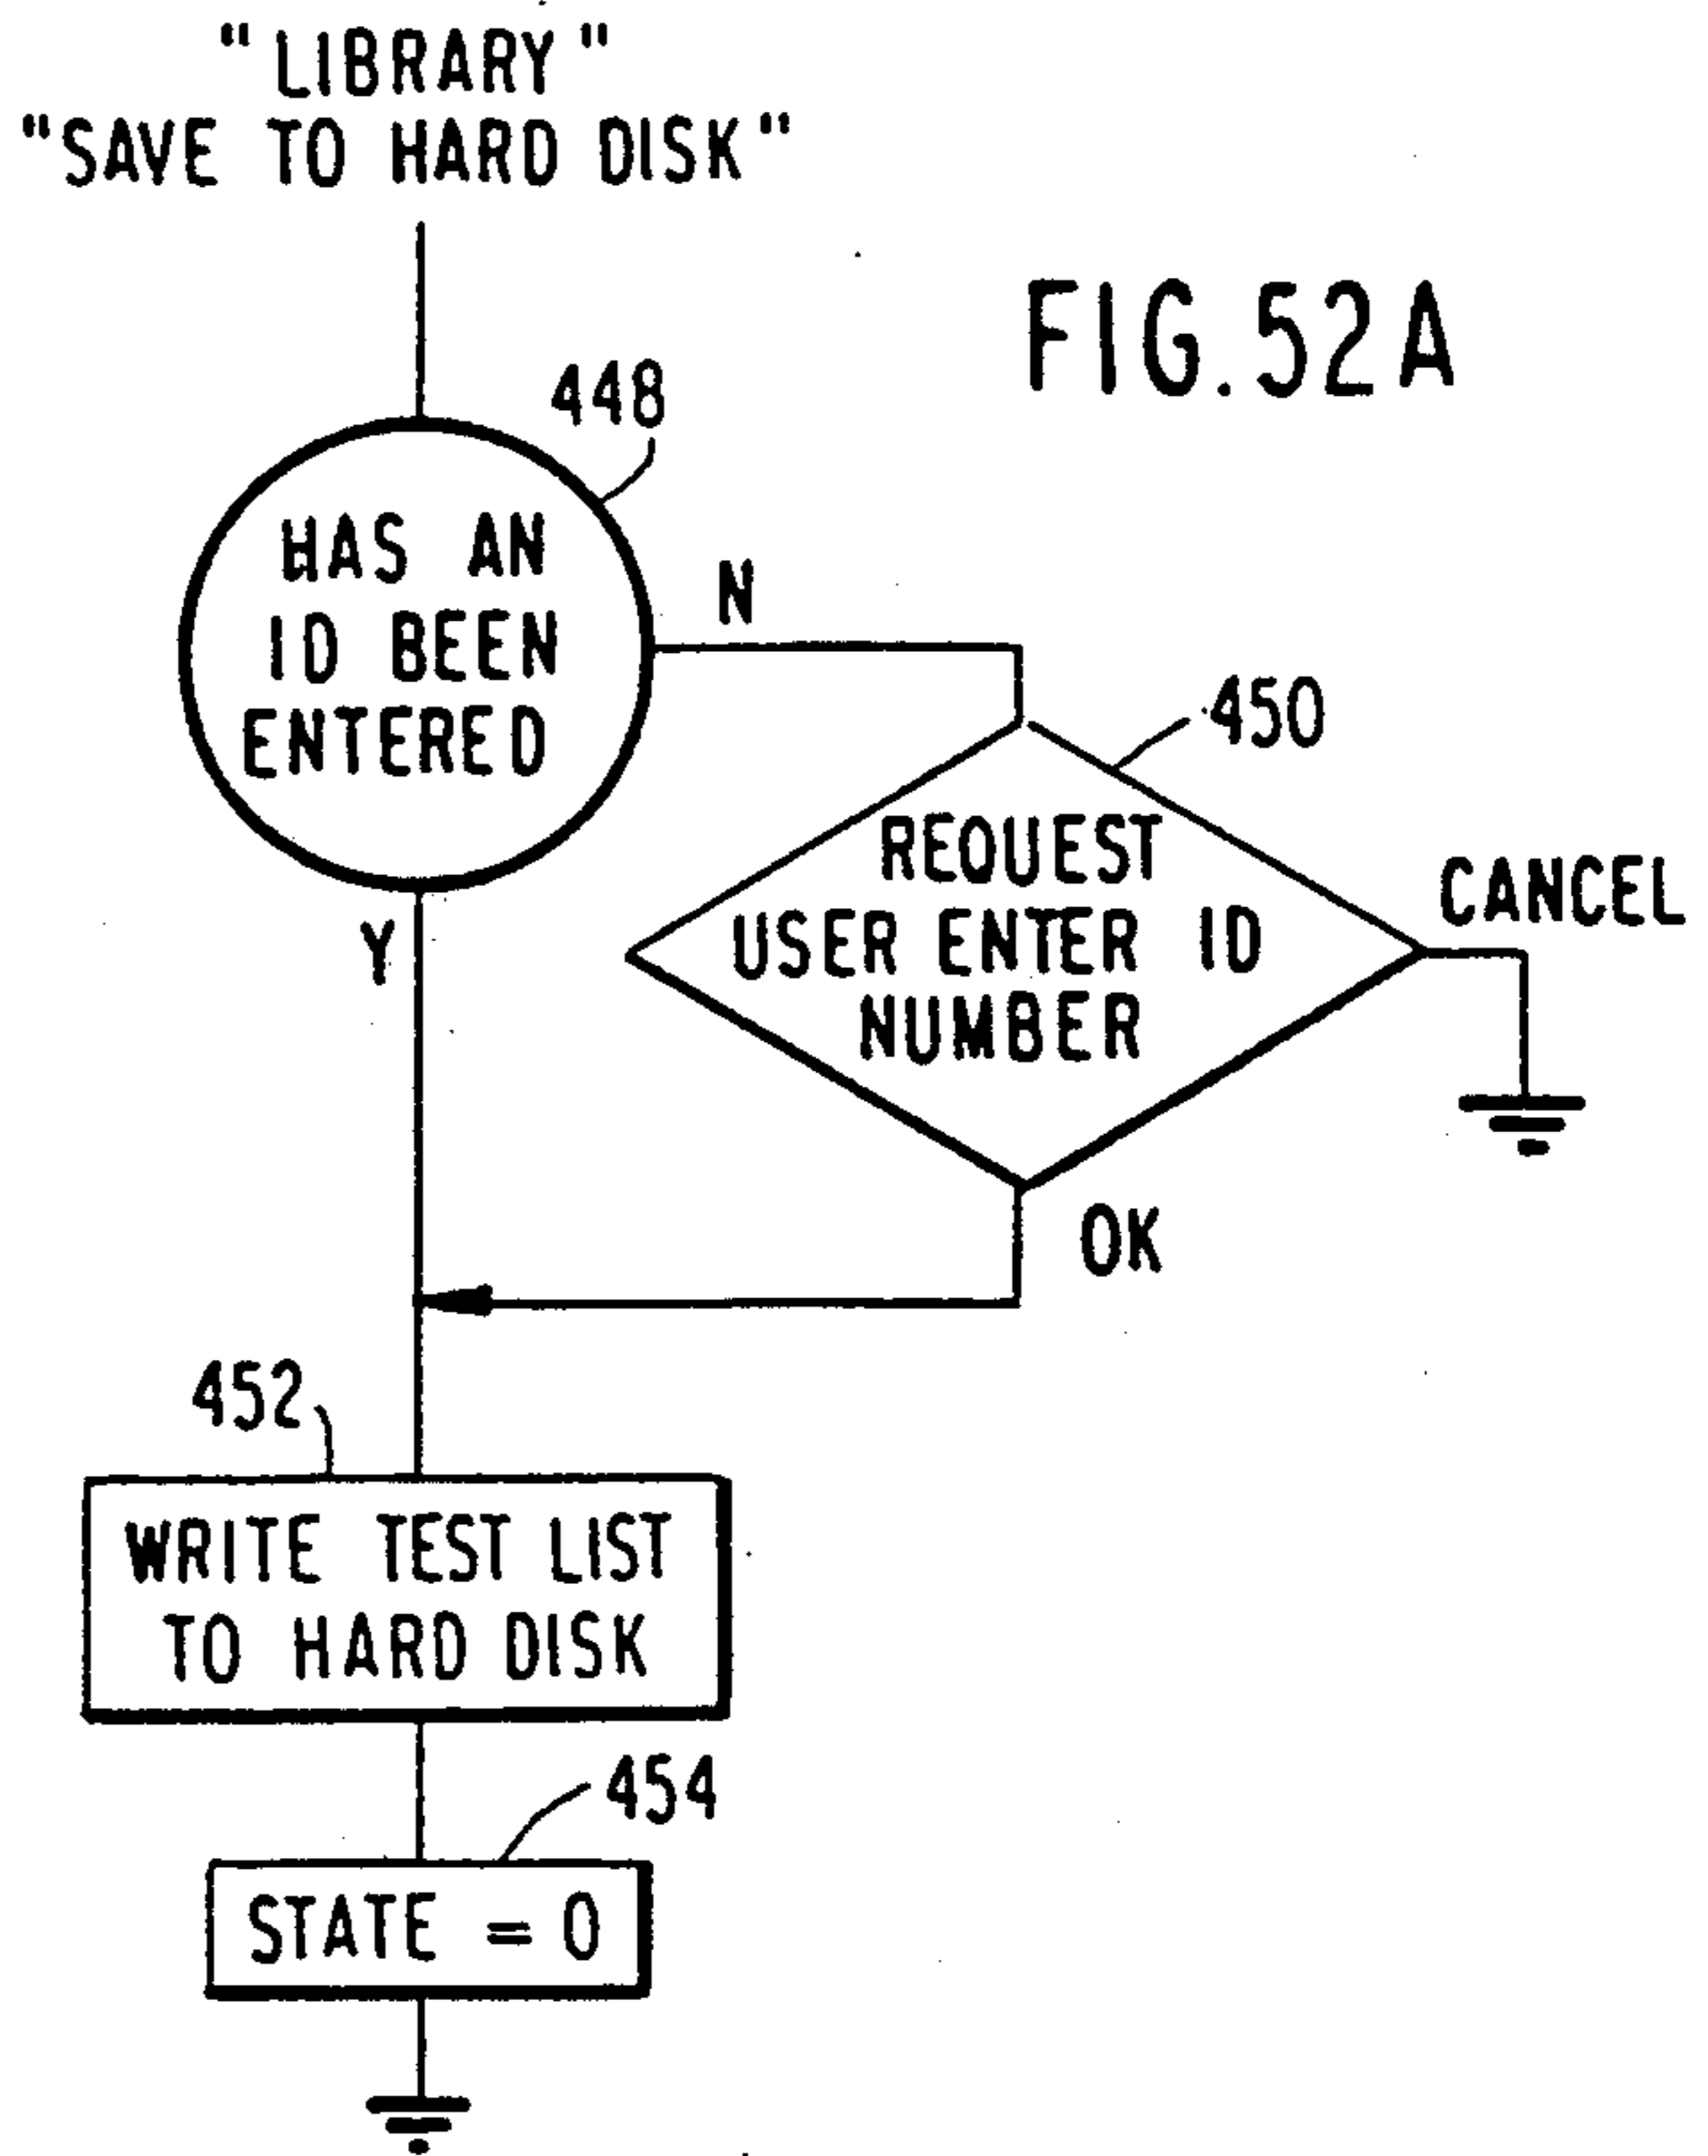 "LIBRARY"
"SAVE TO HARD DISK"
FIG.52A
448
HAS AN
ID BEEN
ENTERED
N
450
REQUEST
USER ENTER ID
NUMBER
CANCEL
Y
OK
452
WRITE TEST LIST
TO HARD DISK
454
STATE = 0